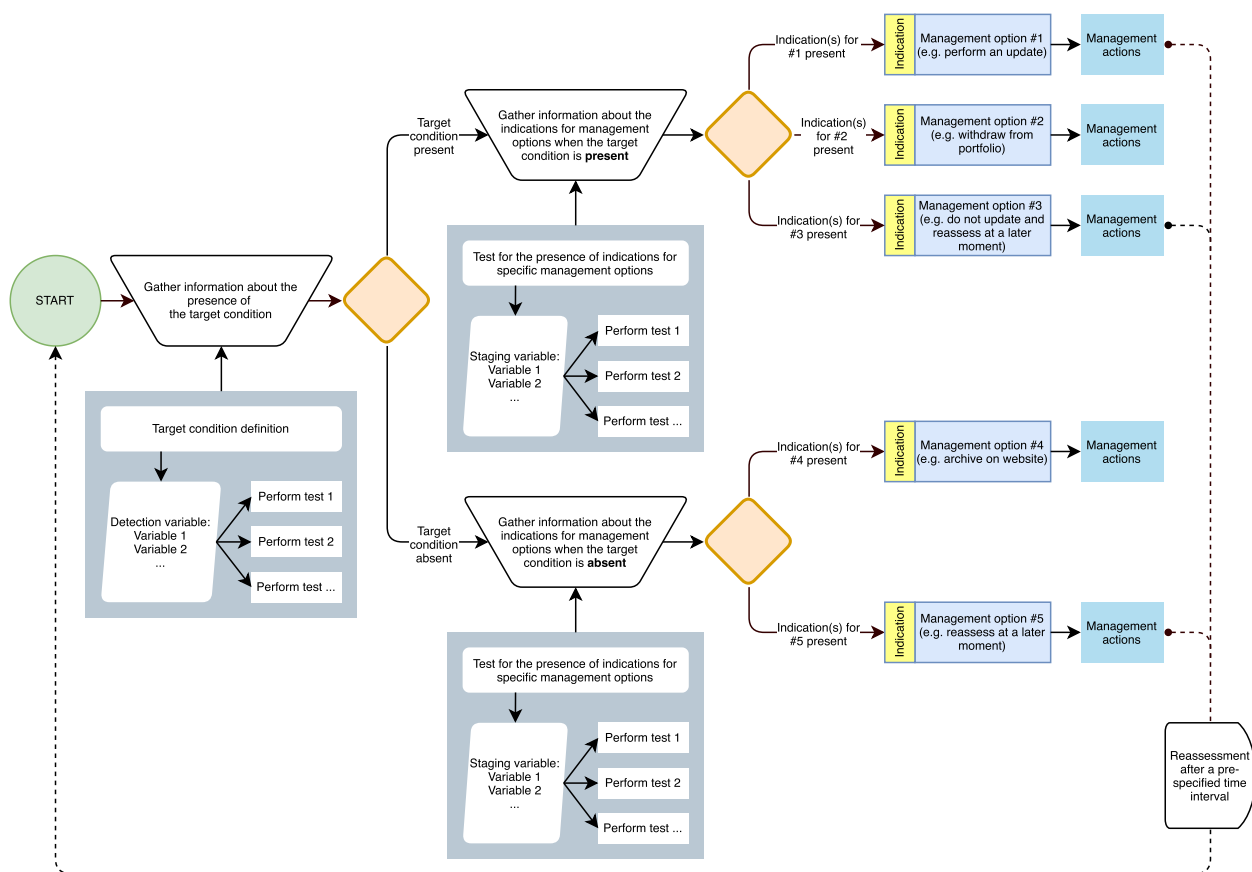 START
Gather information about the
presence of
the target condition
Target condition definition
Detection variable:
Variable 1
Variable 2
...
Perform test 1
Perform test 2
Perform test ...
Target
condition
present
Gather information about the
indications for management
options when the target
condition is present
Test for the presence of indications for
specific management options
Staging variable:
Variable 1
Variable 2
...
Perform test 1
Perform test 2
Perform test ...
Indication(s) for
#1 present
Indication
Management option #1
(e.g. perform an update)
Management
actions
Indication(s)
for #2
present
Indication
Management option #2
(e.g. withdraw from
portfolio)
Management
actions
Indication(s) for
#3 present
Indication
Management option #3
(e.g. do not update and
reassess at a later
moment)
Management
actions
Target
condition
absent
Gather information about the
indications for management
options when the target
condition is absent
Test for the presence of indications for
specific management options
Staging variable:
Variable 1
Variable 2
...
Perform test 1
Perform test 2
Perform test ...
Indication(s) for
#4 present
Indication
Management option #4
(e.g. archive on website)
Management
actions
Indication(s) for
#5 present
Indication
Management option #5
(e.g. reassess at a later
moment)
Management
actions
Reassessment
after a pre-
specified time
interval